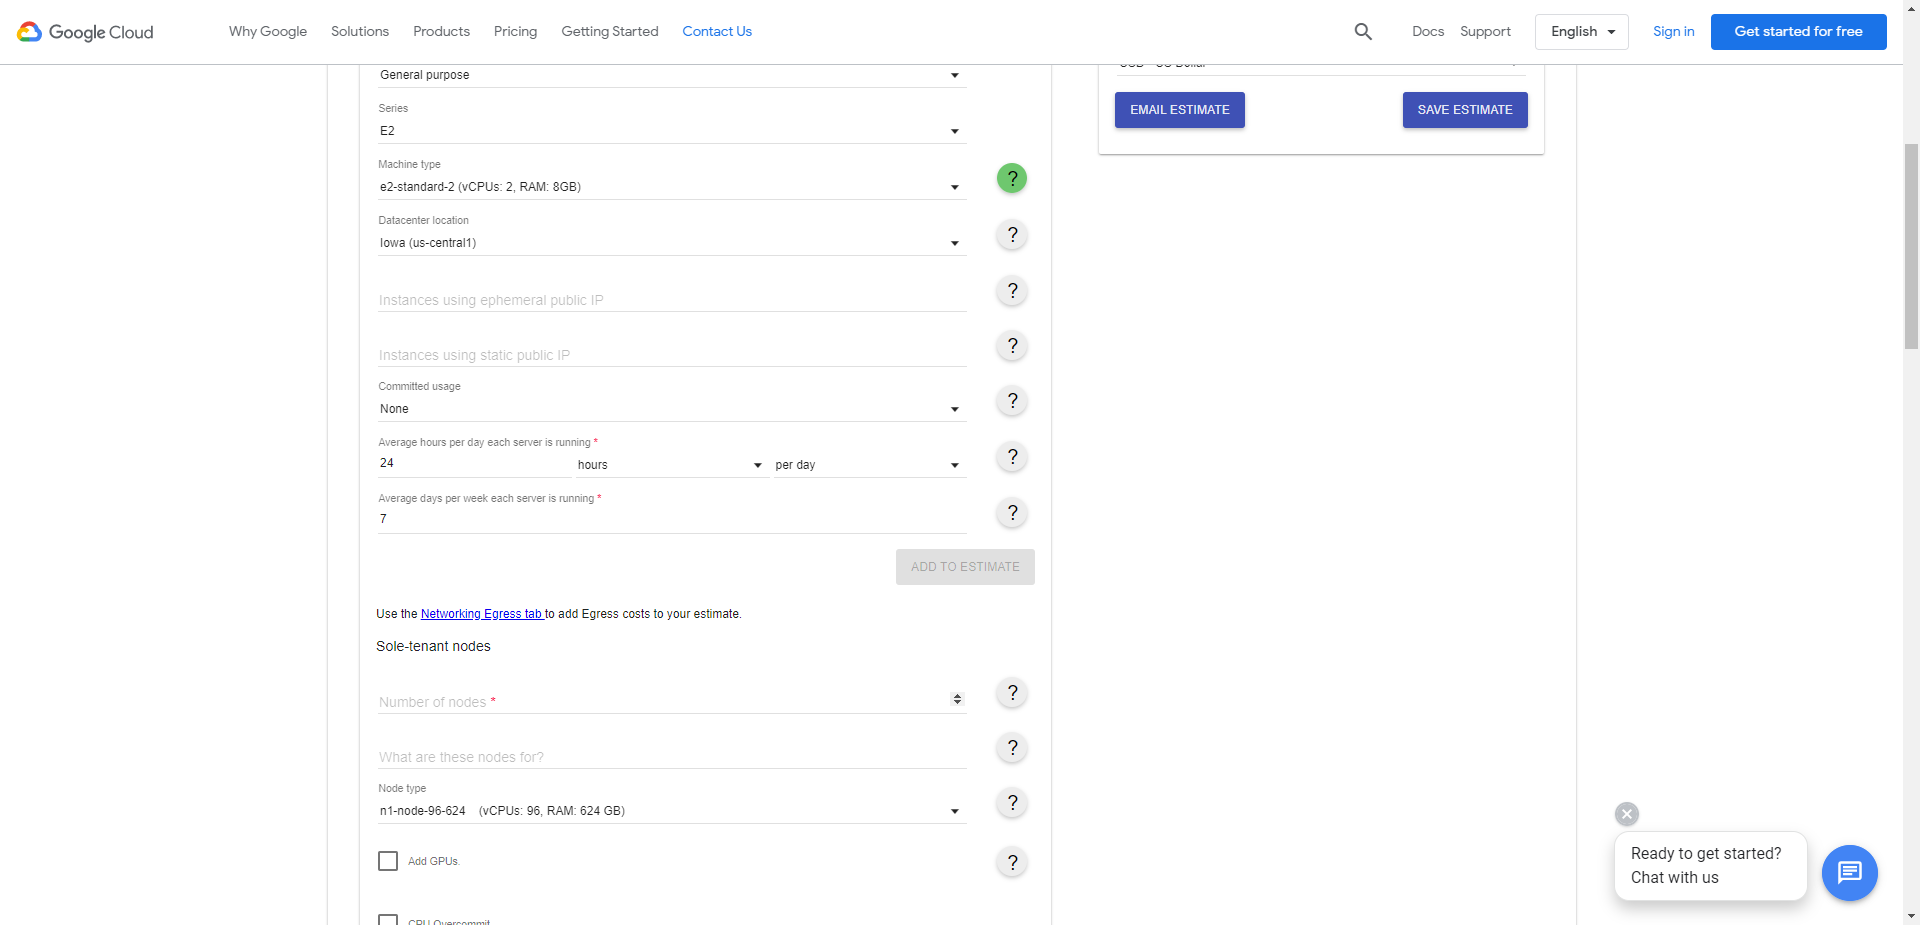 Google Cloud
Why Google Solutions Products Pricing Getting Started Contact Us Docs Support English Sign in Get started for free
General purpose
Series
E2
Machine type
e2-standard-2 (vCPUs: 2, RAM: 8GB)
?
Datacenter location
Iowa (us-central1)
?
Instances using ephemeral public IP
?
Instances using static public IP
?
Committed usage
None
?
Average hours per day each server is running *
24 hours per day
?
Average days per week each server is running *
7
?
ADD TO ESTIMATE
Use the Networking Egress tab to add Egress costs to your estimate.
Sole-tenant nodes
Number of nodes *
?
What are these nodes for?
?
Node type
n1-node-96-624 (vCPUs: 96, RAM: 624 GB)
?
Add GPUs.
?
CPU Overcommit
USD - US Dollar
EMAIL ESTIMATE SAVE ESTIMATE
Ready to get started?
Chat with us